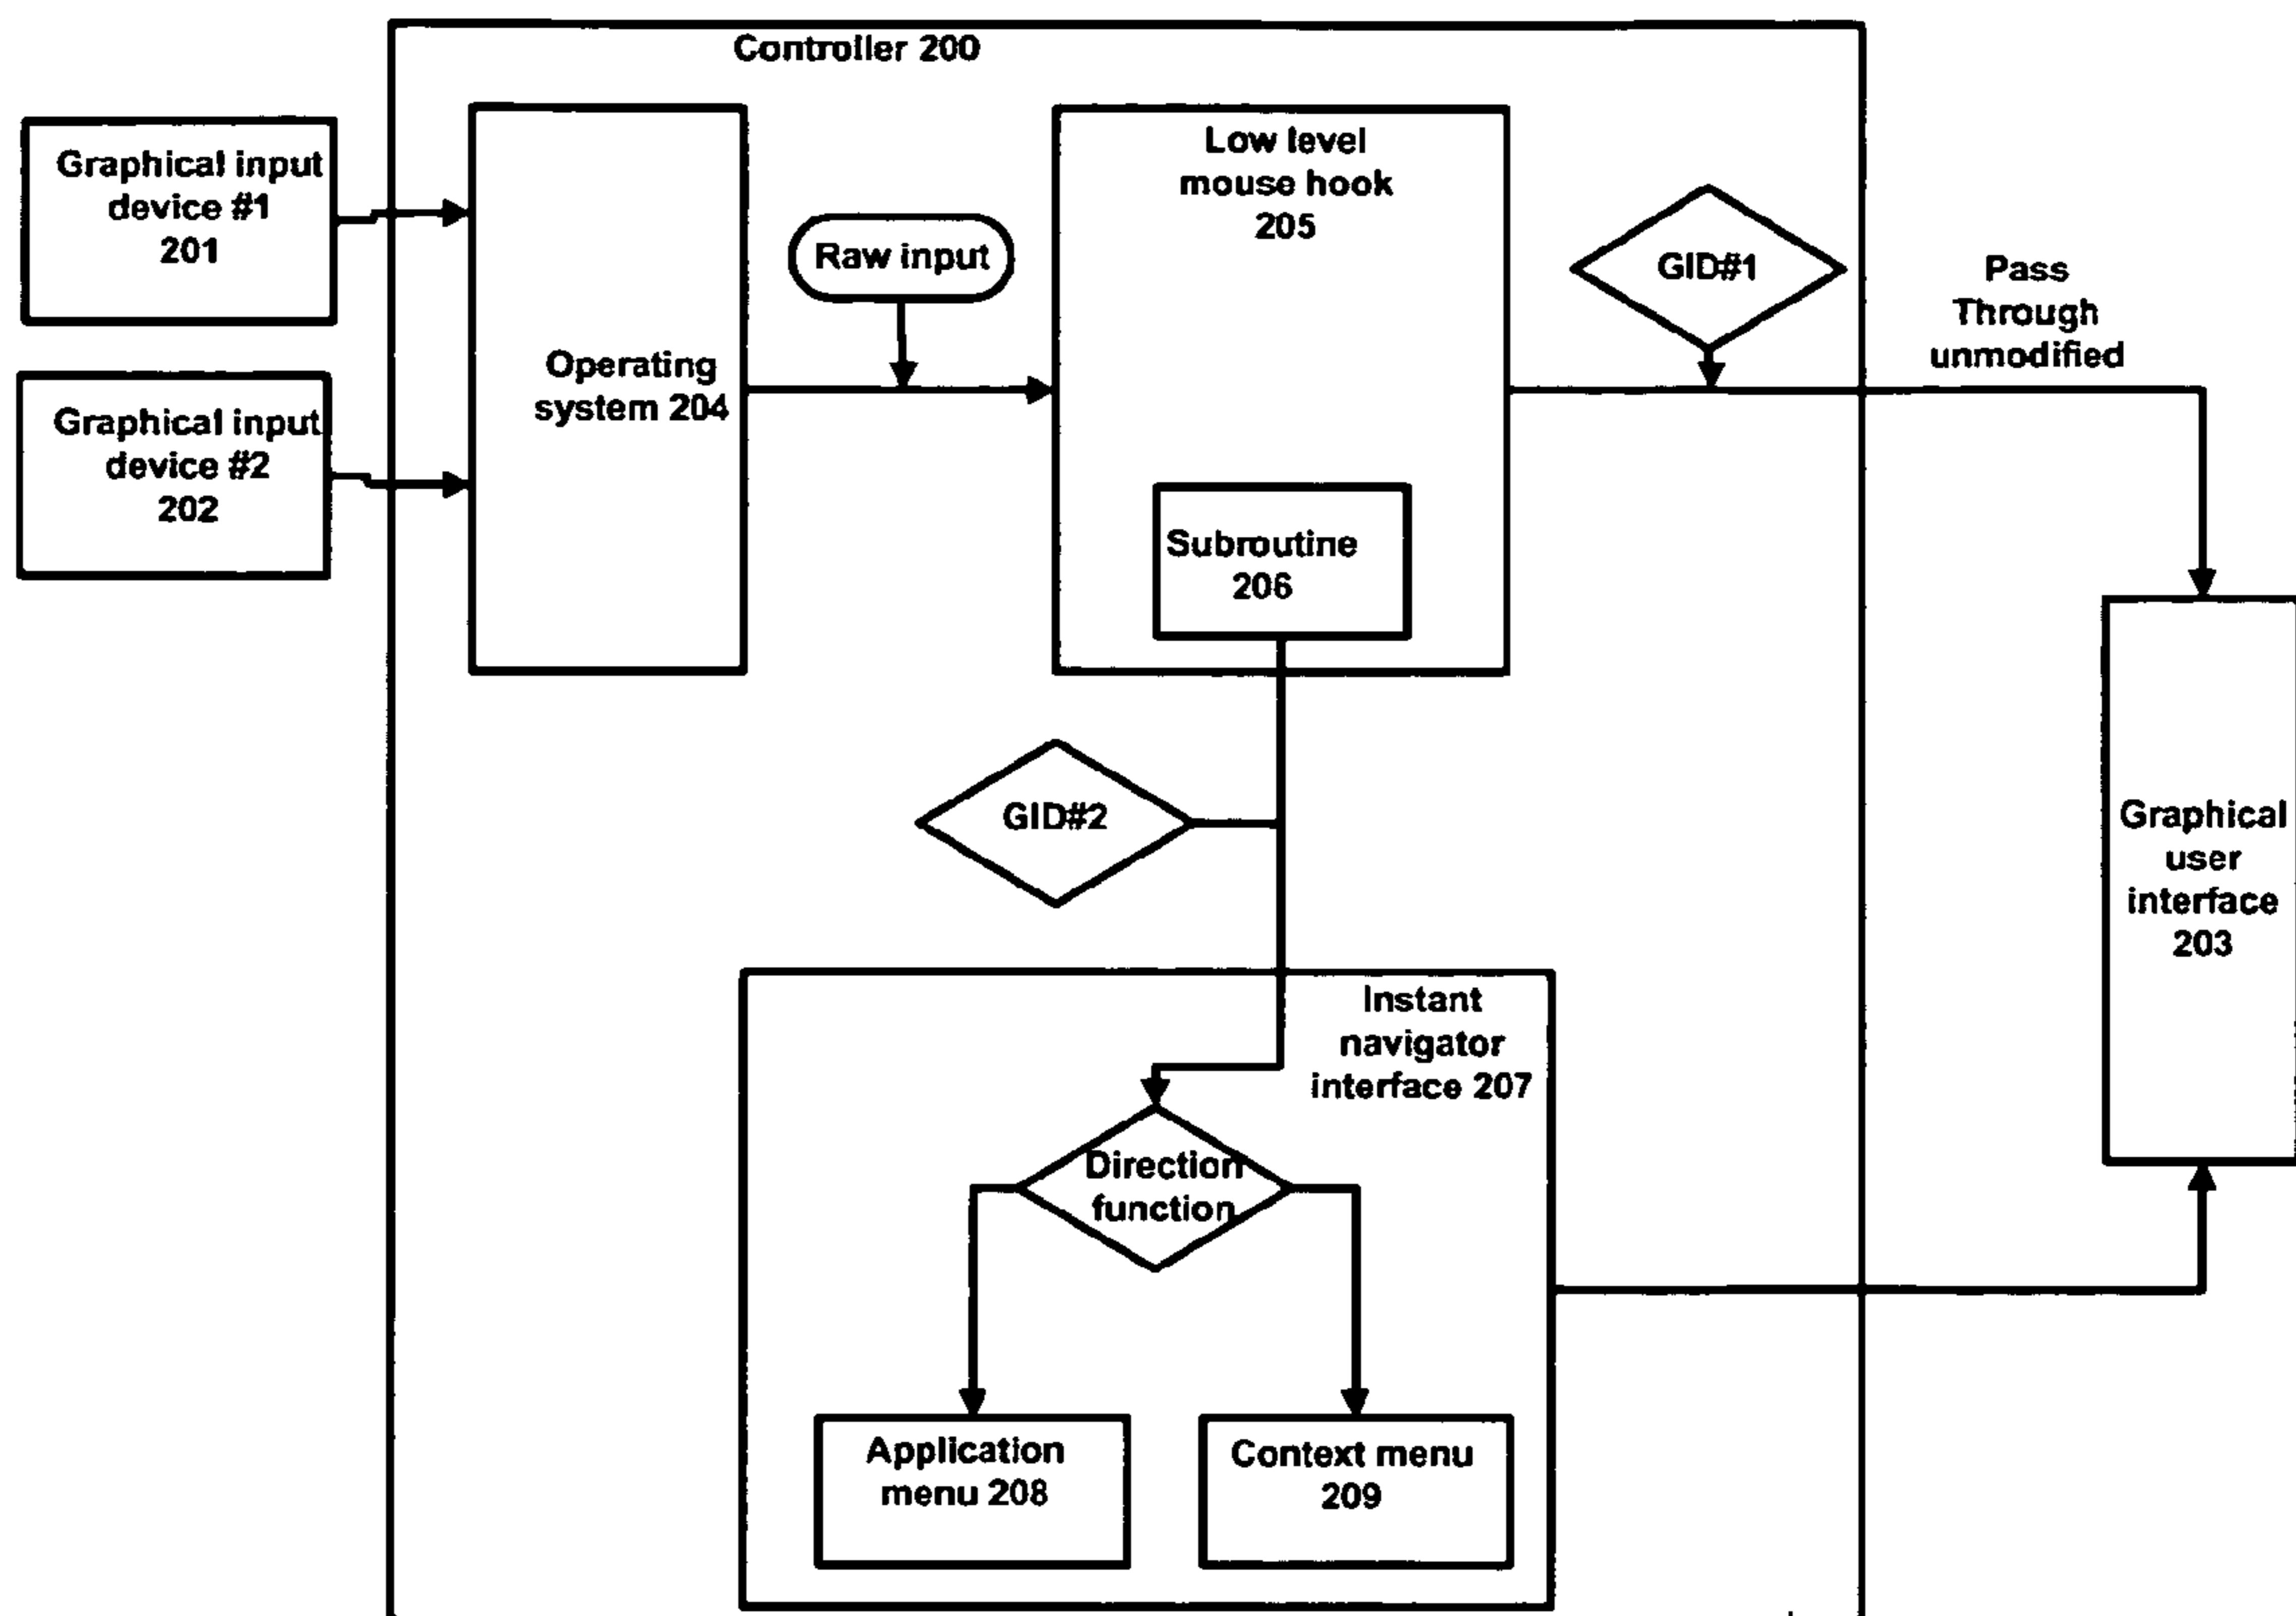 Controller 200
Graphical input
device #1
201
Graphical input
device #2
202
Operating
system 204
Raw input
Low level
mouse hook
205
Subroutine
206
GID#1
Pass
Through
unmodified
GID#2
Graphical
user
interface
203
Instant
navigator
interface 207
Direction
function
Application
menu 208
Context menu
209